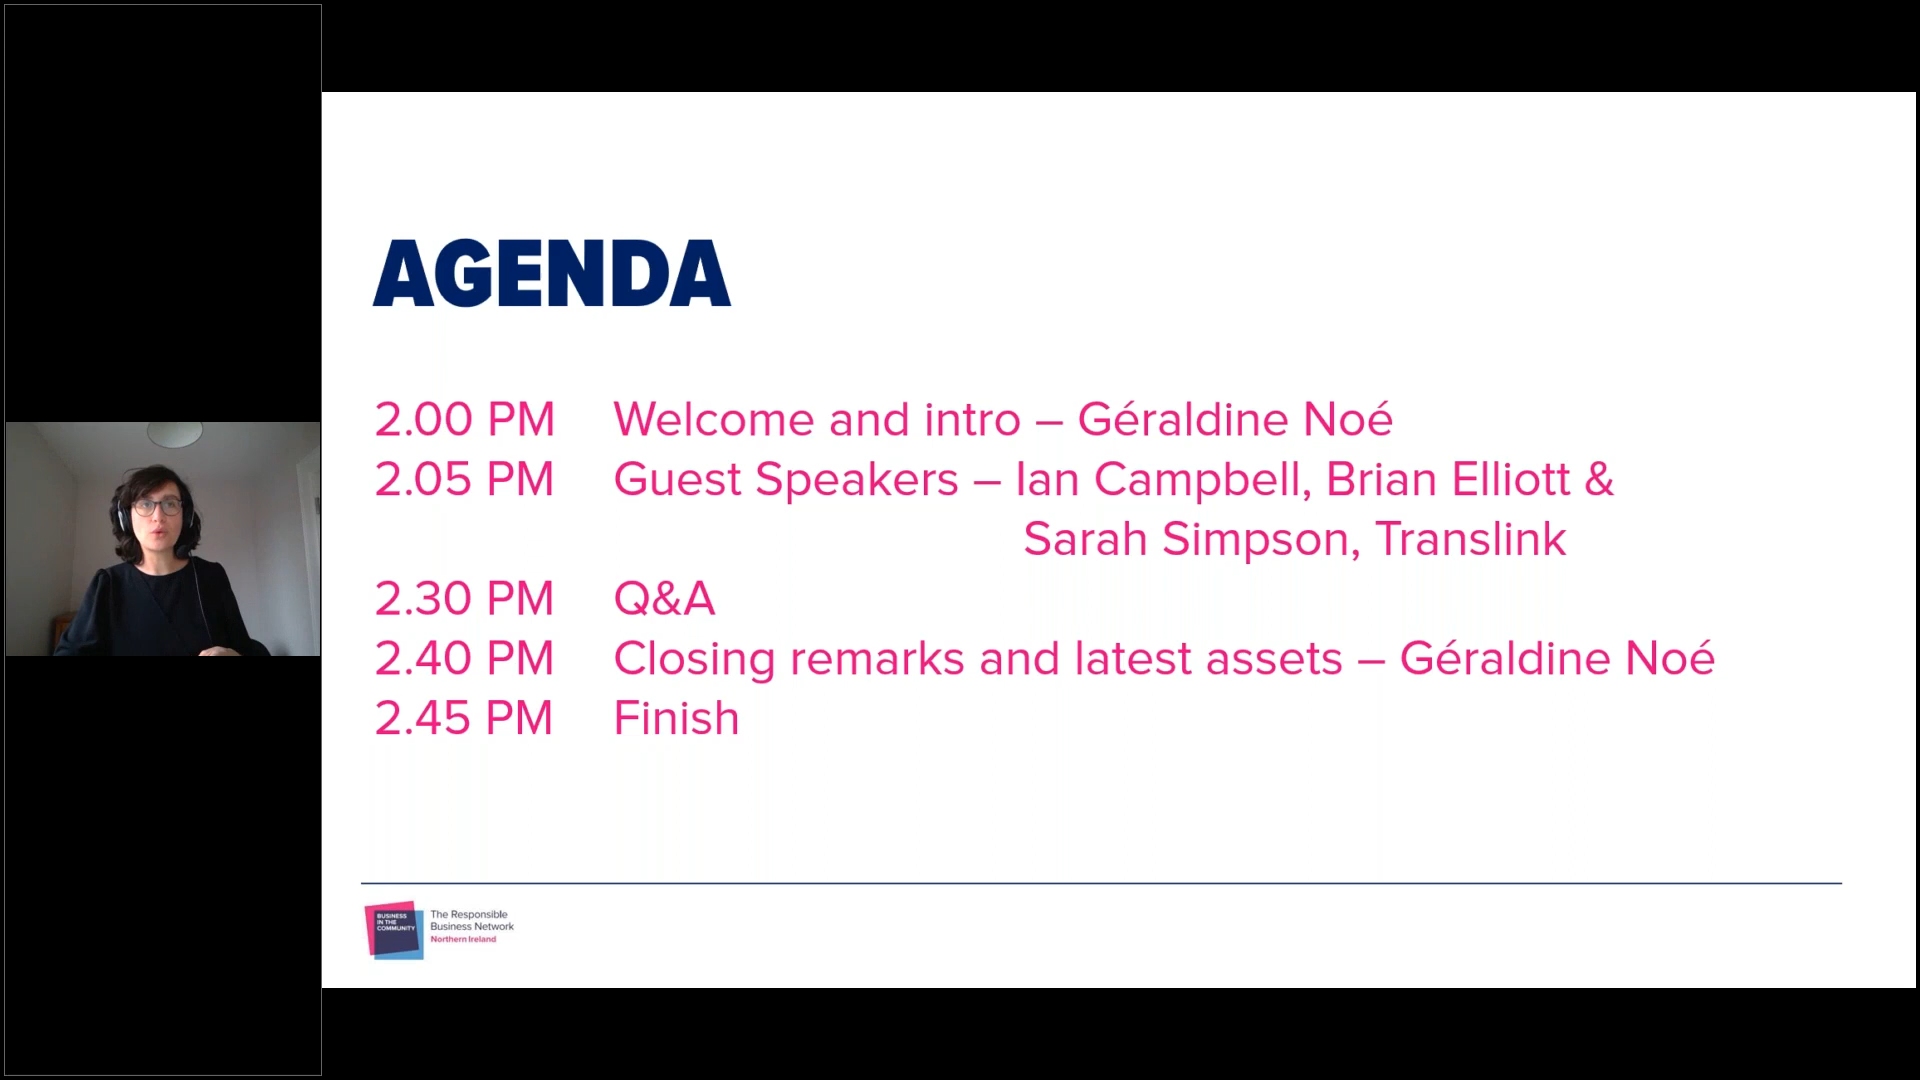 AGENDA
2.00 PM Welcome and intro – Géraldine Noé
2.05 PM Guest Speakers – Ian Campbell, Brian Elliott &
Sarah Simpson, Translink
2.30 PM Q&A
2.40 PM Closing remarks and latest assets – Géraldine Noé
2.45 PM Finish
BUSINESS
IN THE
COMMUNITY
The Responsible
Business Network
Northern Ireland